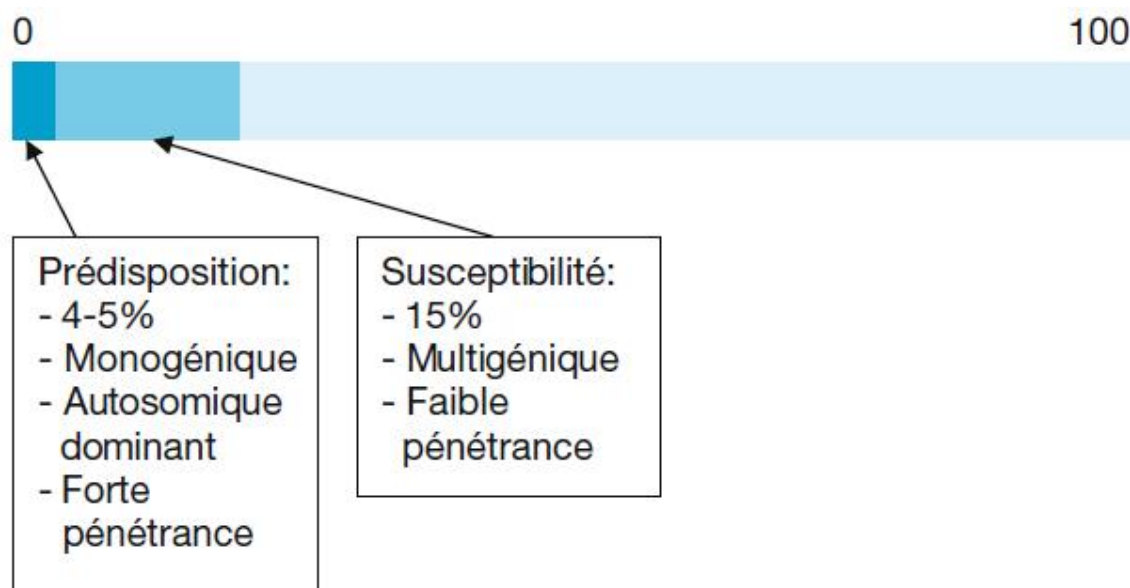 0
100
Prédisposition:
- 4-5%
- Monogénique
- Autosomique
dominant
- Forte
pénétrance
Susceptibilité:
- 15%
- Multigénique
- Faible
pénétrance